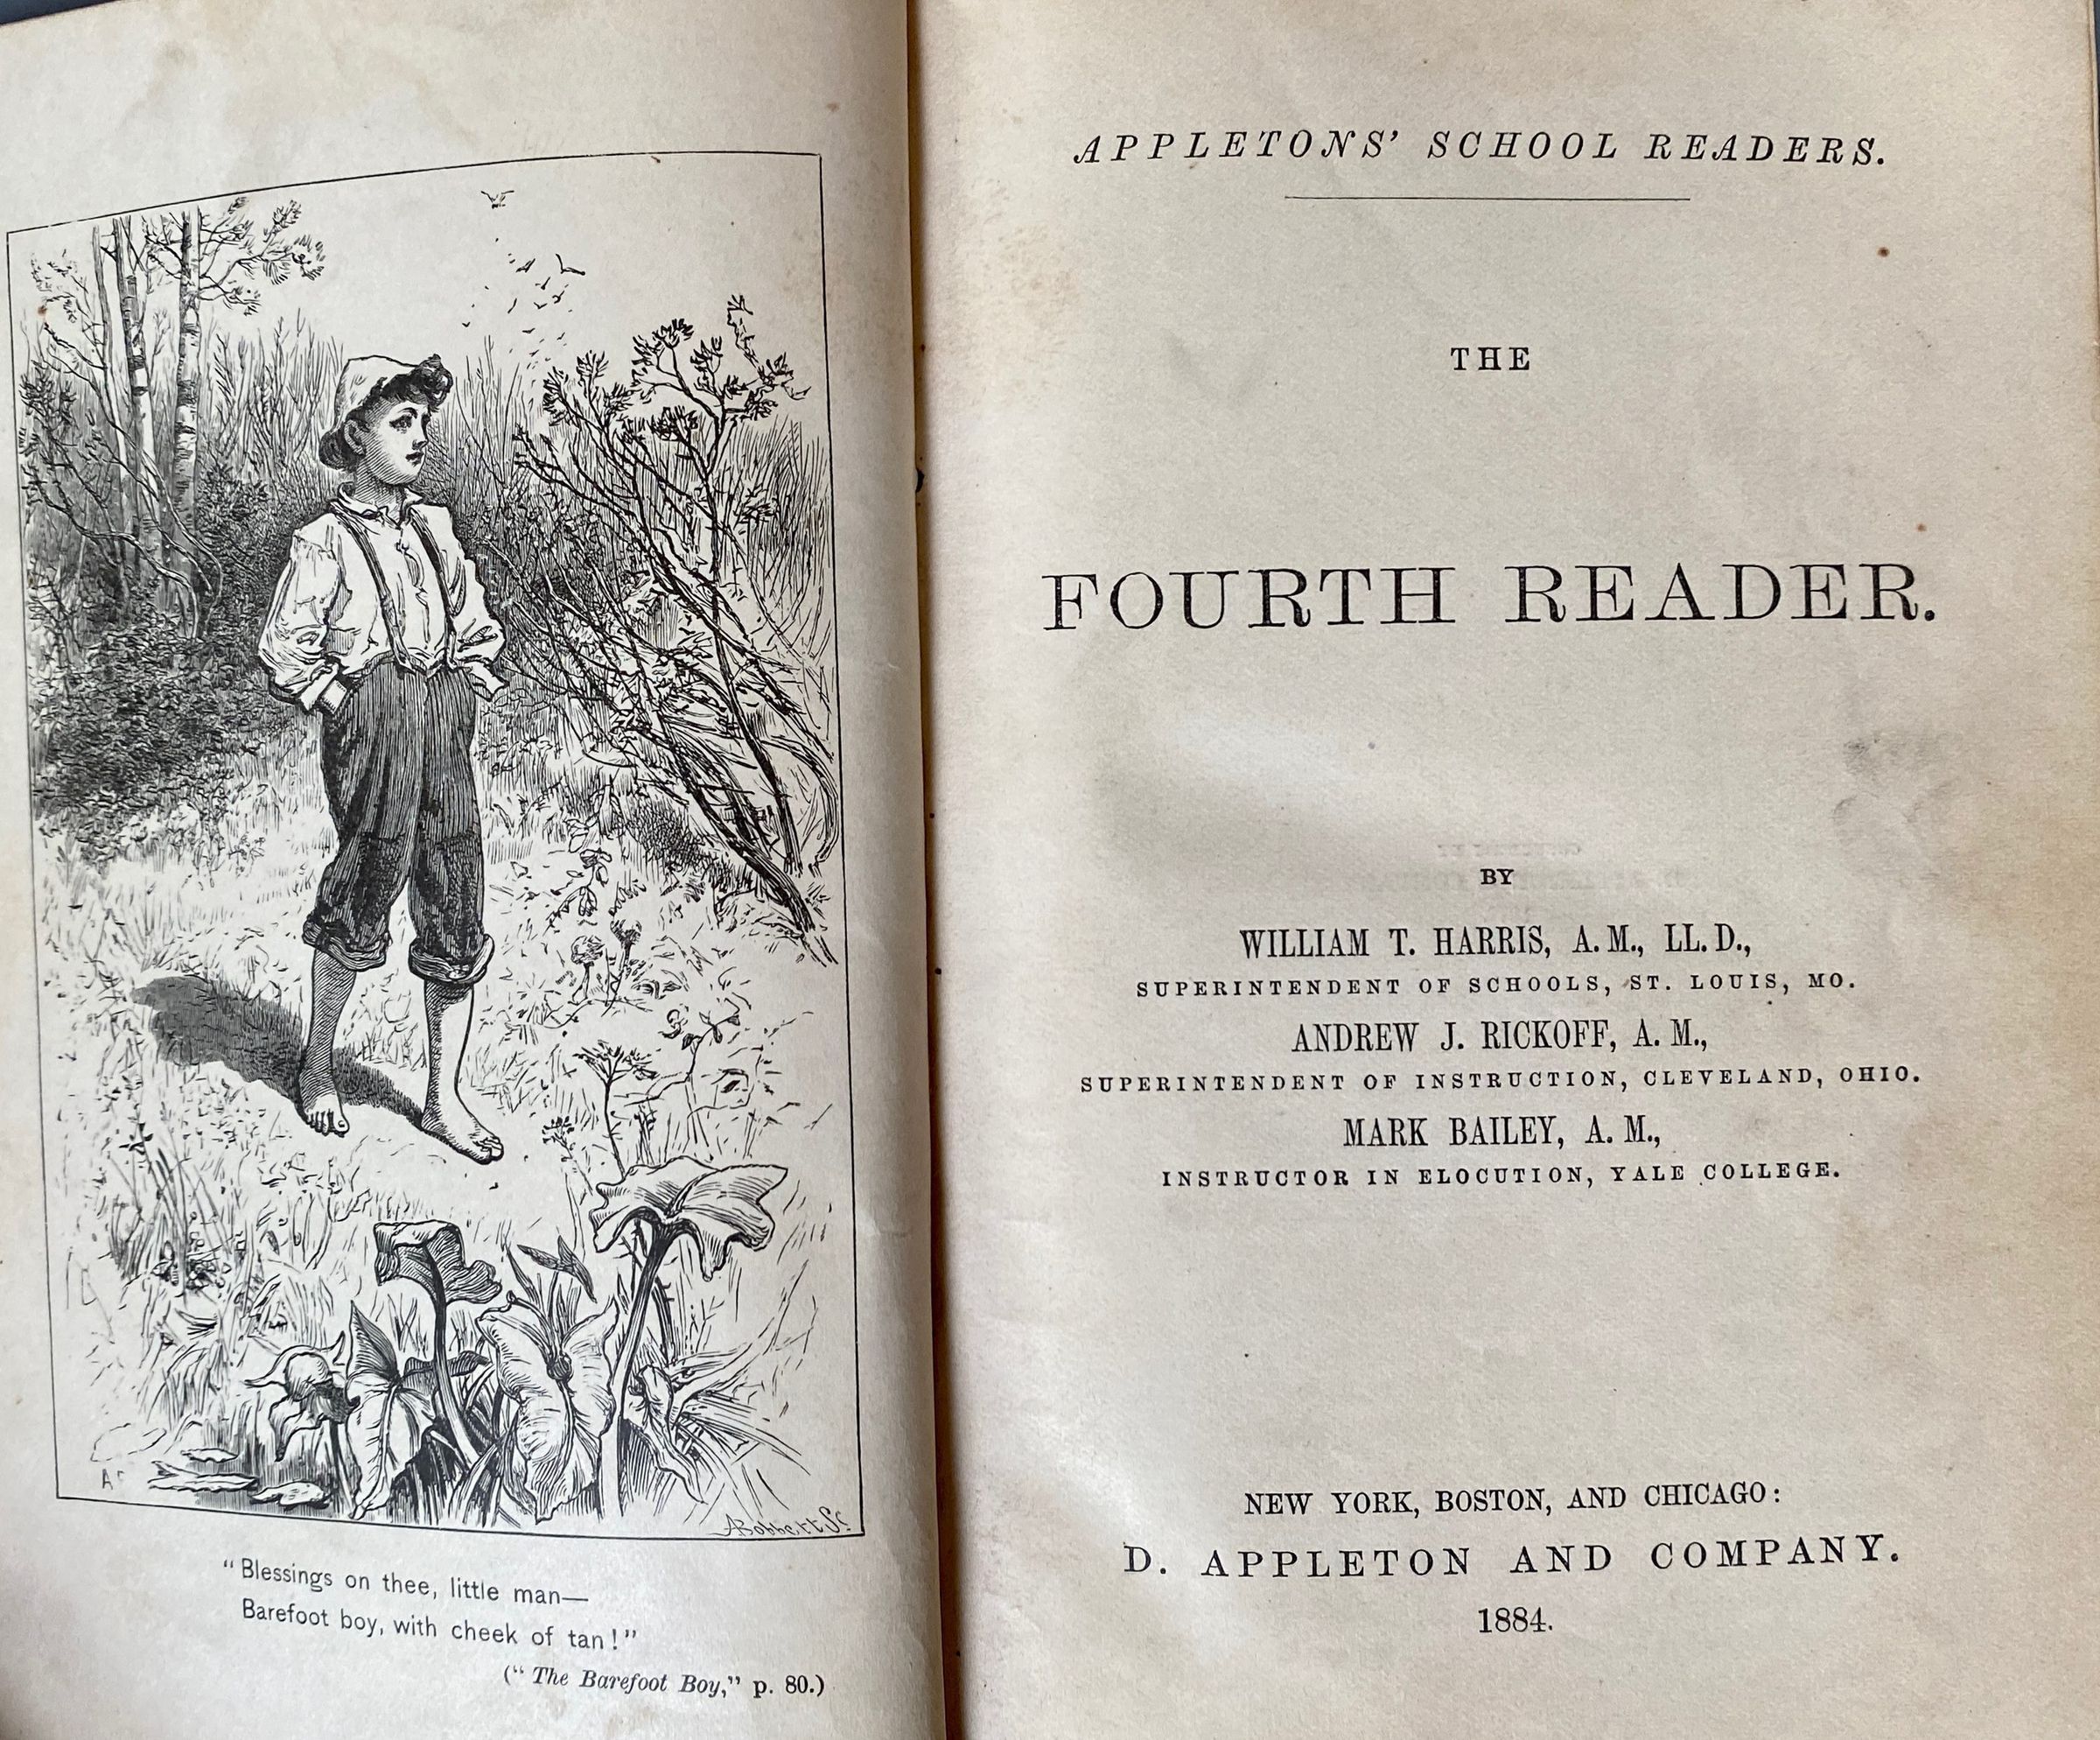 ABobbett Sc
“Blessings on thee, little man—
Barefoot boy, with cheek of tan!”
(“The Barefoot Boy,” p. 80.)
APPLETONS’ SCHOOL READERS.
THE
FOURTH READER.
BY
WILLIAM T. HARRIS, A. M., LL. D.,
SUPERINTENDENT OF SCHOOLS, ST. LOUIS, MO.
ANDREW J. RICKOFF, A. M.,
SUPERINTENDENT OF INSTRUCTION, CLEVELAND, OHIO.
MARK BAILEY, A. M.,
INSTRUCTOR IN ELOCUTION, YALE COLLEGE.
NEW YORK, BOSTON, AND CHICAGO:
D. APPLETON AND COMPANY.
1884.